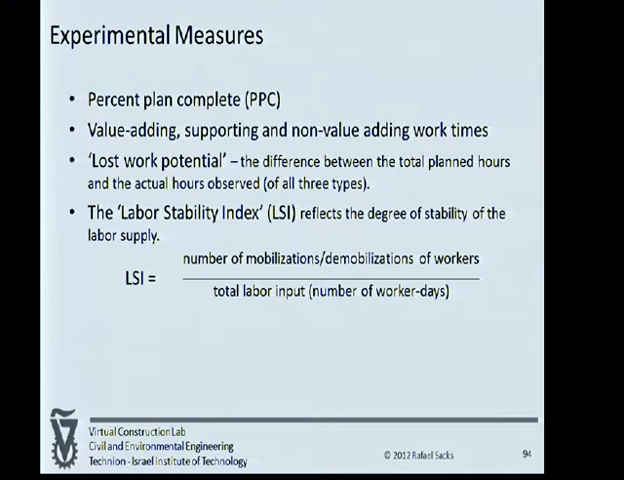 Experimental Measures
• Percent plan complete (PPC)
• Value-adding, supporting and non-value adding work times
• ‘Lost work potential’ – the difference between the total planned hours
and the actual hours observed (of all three types).
• The ‘Labor Stability Index’ (LSI) reflects the degree of stability of the
labor supply.
number of mobilizations/demobilizations of workers
LSI =
total labor input (number of worker-days)
Virtual Construction Lab
Civil and Environmental Engineering
Technion - Israel Institute of Technology
© 2012 Rafael Sacks
94